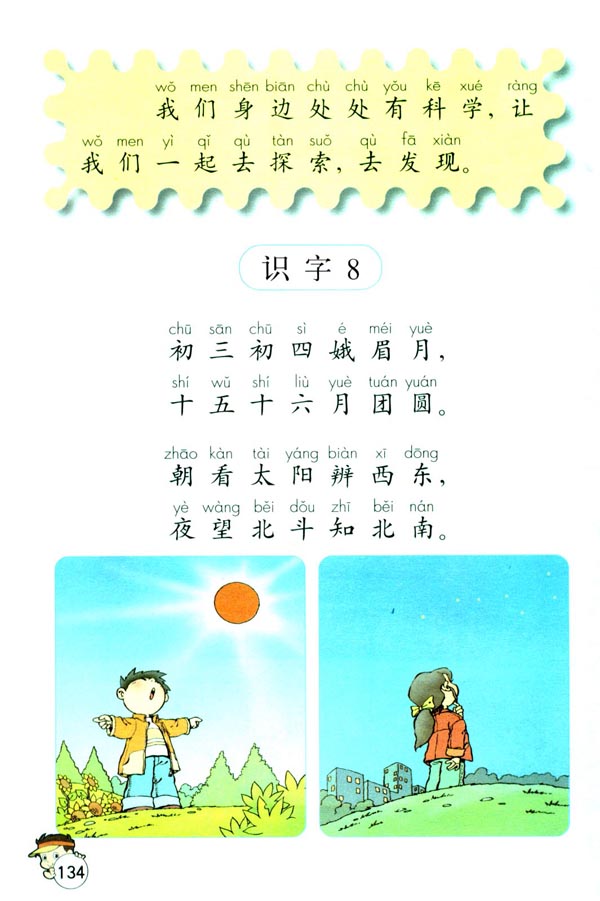 wǒ men shēn biān chù chù yǒu kē xué ràng
我们身边处处有科学，让
wǒ men yì qǐ qù tàn suǒ qù fā xiàn
我们一起去探索，去发现。
识字8
chū sān chū sì é méi yuè
初三初四娥眉月，
shí wǔ shí liù yuè tuán yuán
十五十六月团圆。
zhāo kàn tài yáng biàn xī dōng
朝看太阳辨西东，
yè wàng běi dǒu zhī běi nán
夜望北斗知北南。
134